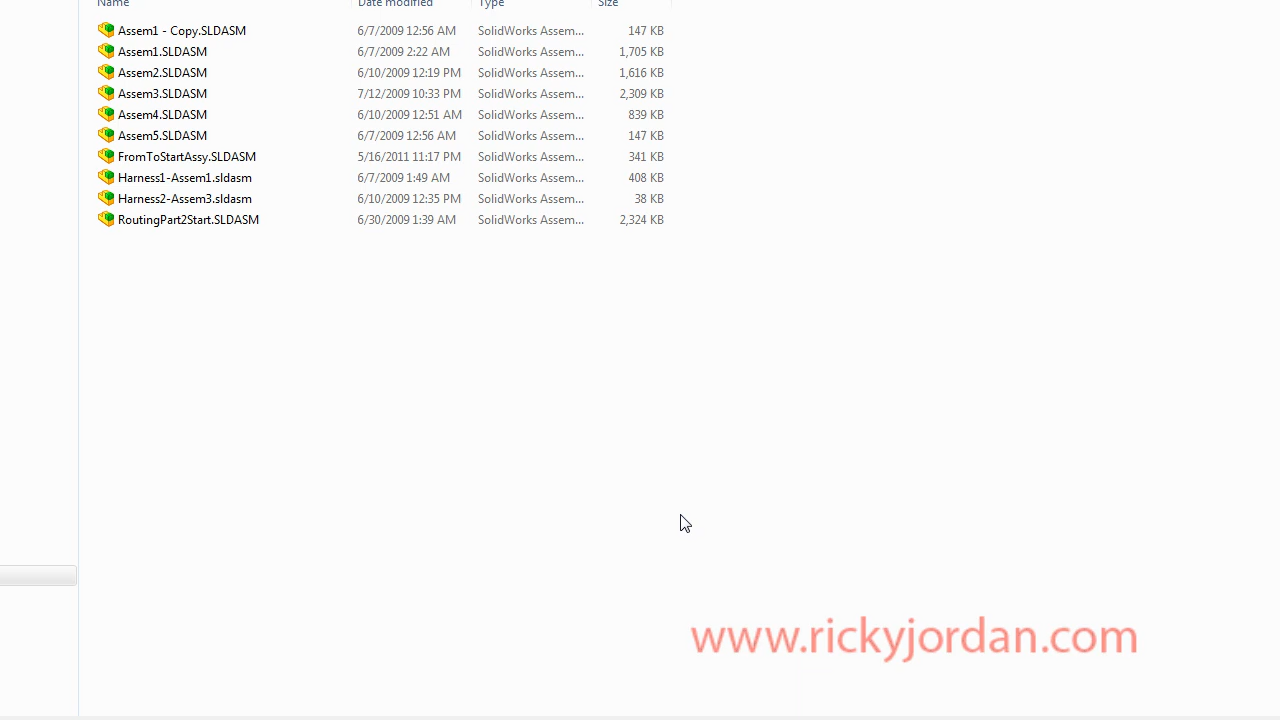 Name Date modified Type Size
Assem1 - Copy.SLDASM 6/7/2009 12:56 AM SolidWorks Assem... 147 KB
Assem1.SLDASM 6/7/2009 2:22 AM SolidWorks Assem... 1,705 KB
Assem2.SLDASM 6/10/2009 12:19 PM SolidWorks Assem... 1,616 KB
Assem3.SLDASM 7/12/2009 10:33 PM SolidWorks Assem... 2,309 KB
Assem4.SLDASM 6/10/2009 12:51 AM SolidWorks Assem... 839 KB
Assem5.SLDASM 6/7/2009 12:56 AM SolidWorks Assem... 147 KB
FromToStartAssy.SLDASM 5/16/2011 11:17 PM SolidWorks Assem... 341 KB
Harness1-Assem1.sldasm 6/7/2009 1:49 AM SolidWorks Assem... 408 KB
Harness2-Assem3.sldasm 6/10/2009 12:35 PM SolidWorks Assem... 38 KB
RoutingPart2Start.SLDASM 6/30/2009 1:39 AM SolidWorks Assem... 2,324 KB
www.rickyjordan.com